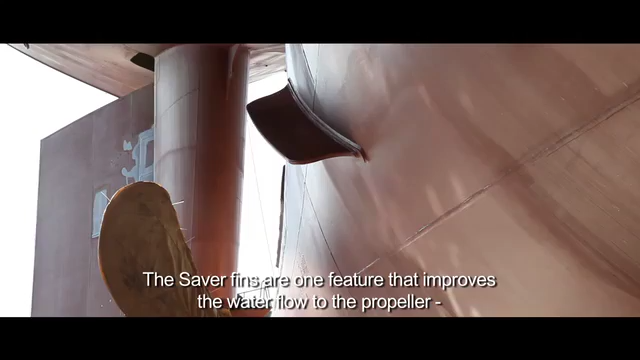 The Saver fins are one feature that improves
the water flow to the propeller -